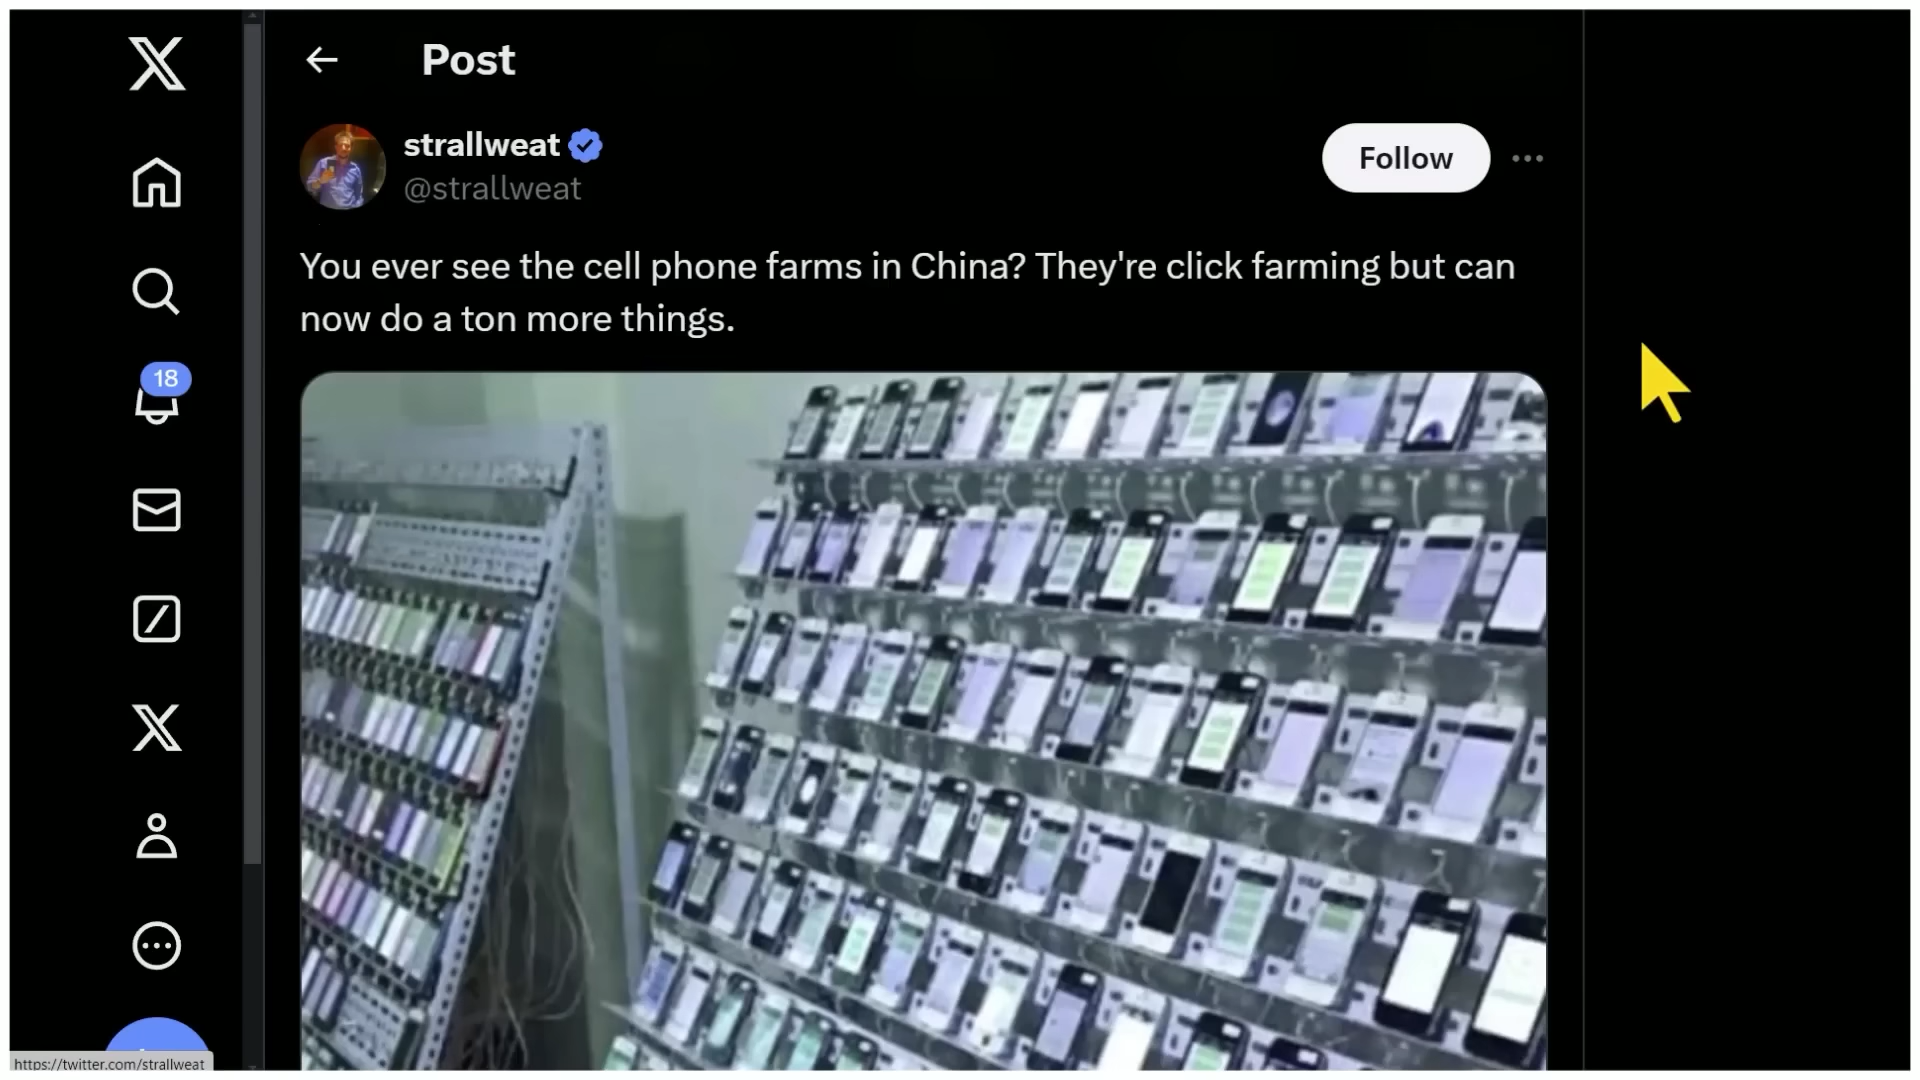 Post
strallweat
@strallweat
Follow
You ever see the cell phone farms in China? They're click farming but can
now do a ton more things.
18
https://twitter.com/strallweat